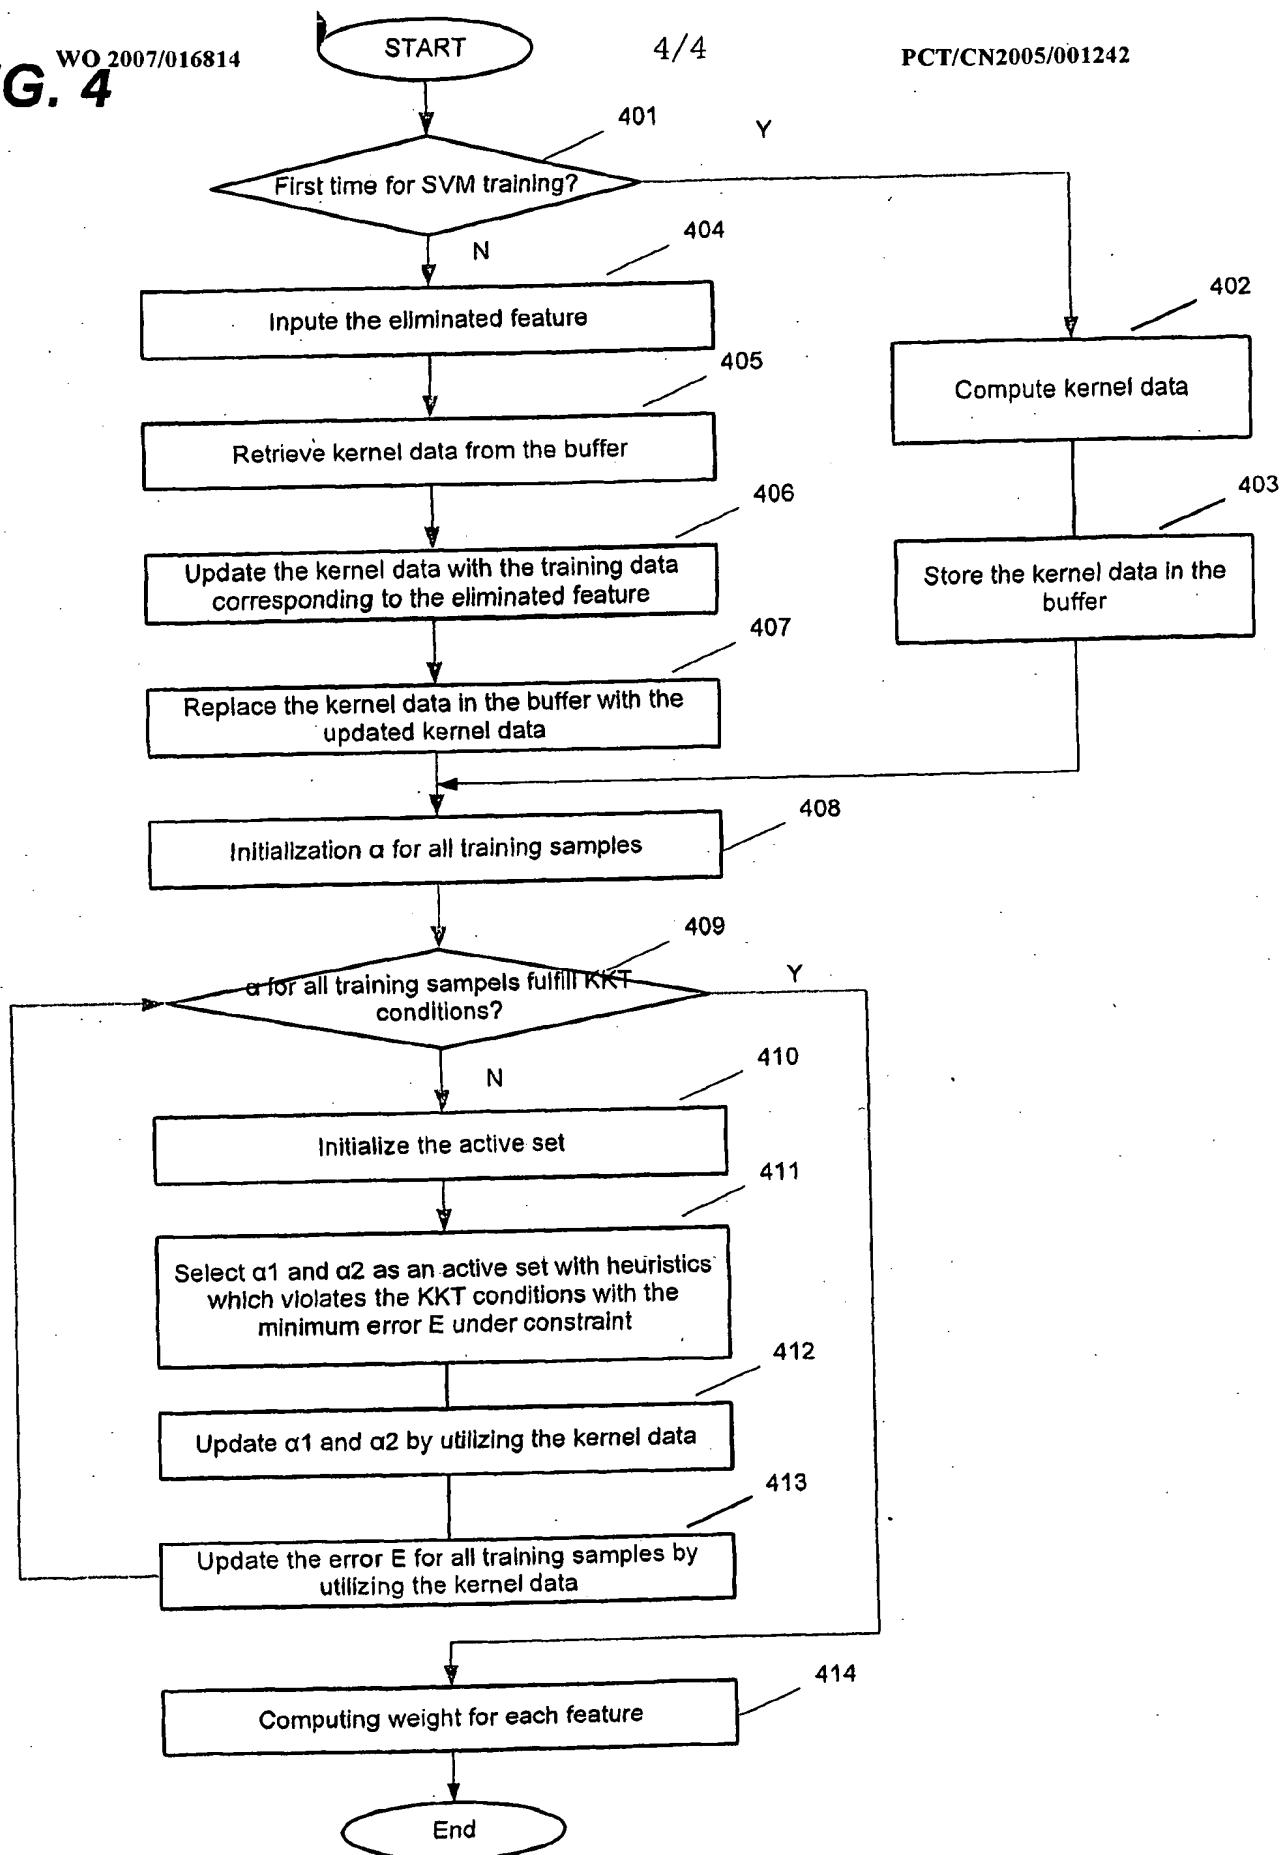 WO 2007/016814
4/4
PCT/CN2005/001242
G. 4
START
401
Y
First time for SVM training?
N
404
Inpute the eliminated feature
402
Compute kernel data
405
Retrieve kernel data from the buffer
403
Store the kernel data in the
buffer
406
Update the kernel data with the training data
corresponding to the eliminated feature
407
Replace the kernel data in the buffer with the
updated kernel data
408
Initialization α for all training samples
409
α for all training sampels fulfill KKT
conditions?
Y
N
410
Initialize the active set
411
Select α1 and α2 as an active set with heuristics
which violates the KKT conditions with the
minimum error E under constraint
412
Update α1 and α2 by utilizing the kernel data
413
Update the error E for all training samples by
utilizing the kernel data
414
Computing weight for each feature
End